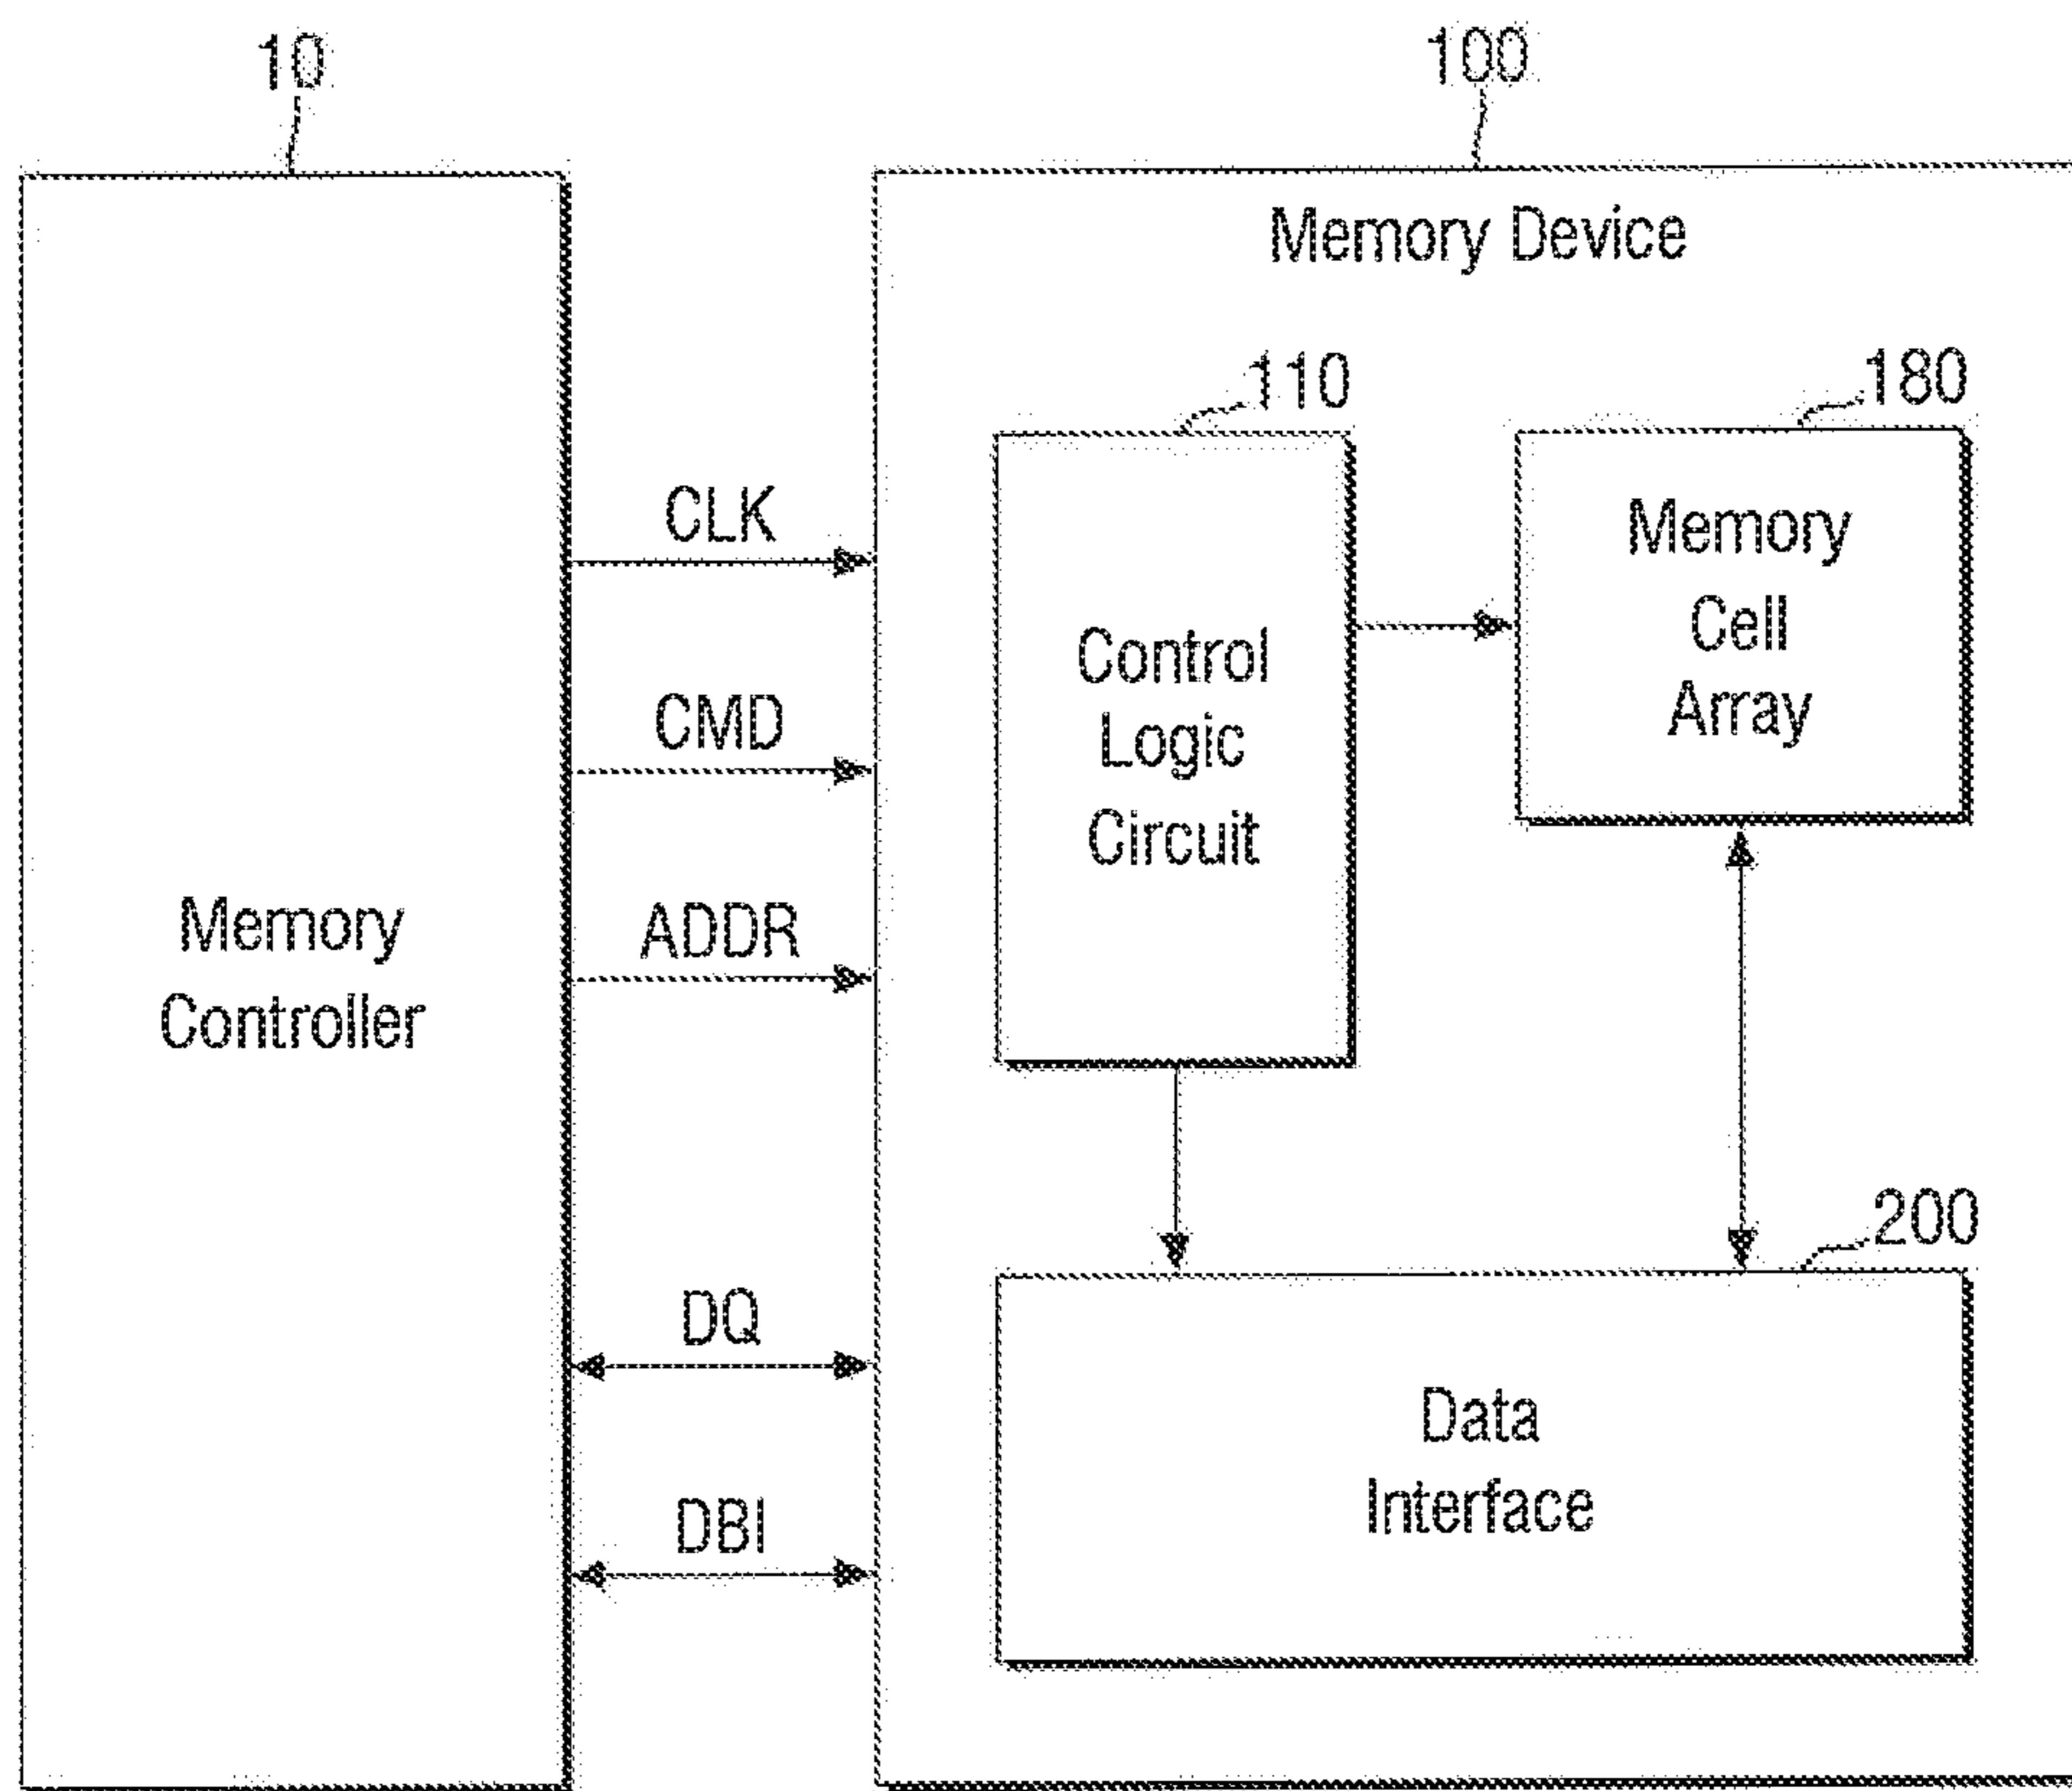 10
100
Memory Device
110
180
CLK
CMD
ADDR
Memory
Controller
Control
Logic
Circuit
Memory
Cell
Array
200
DQ
DBI
Data
Interface